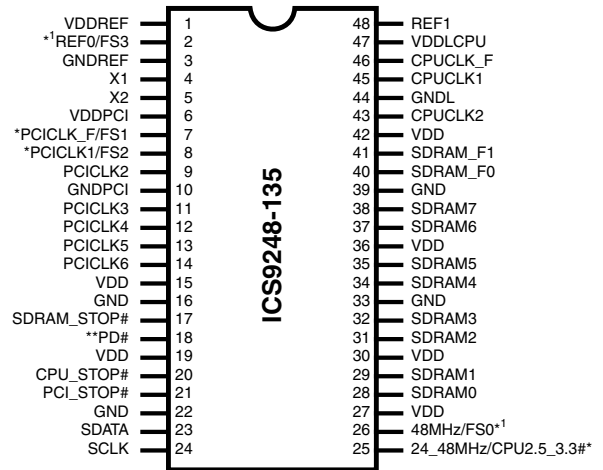 VDDREF 1 48 REF1
*¹REF0/FS3 2 47 VDDLCPU
GNDREF 3 46 CPUCLK_F
X1 4 45 CPUCLK1
X2 5 44 GNDL
VDDPCI 6 43 CPUCLK2
*PCICLK_F/FS1 7 42 VDD
*PCICLK1/FS2 8 41 SDRAM_F1
PCICLK2 9 40 SDRAM_F0
GNDPCI 10 39 GND
PCICLK3 11 38 SDRAM7
PCICLK4 12 37 SDRAM6
PCICLK5 13 36 VDD
PCICLK6 14 35 SDRAM5
VDD 15 34 SDRAM4
GND 16 33 GND
SDRAM_STOP# 17 32 SDRAM3
**PD# 18 31 SDRAM2
VDD 19 30 VDD
CPU_STOP# 20 29 SDRAM1
PCI_STOP# 21 28 SDRAM0
GND 22 27 VDD
SDATA 23 26 48MHz/FS0*¹
SCLK 24 25 24_48MHz/CPU2.5_3.3#*
ICS9248-135